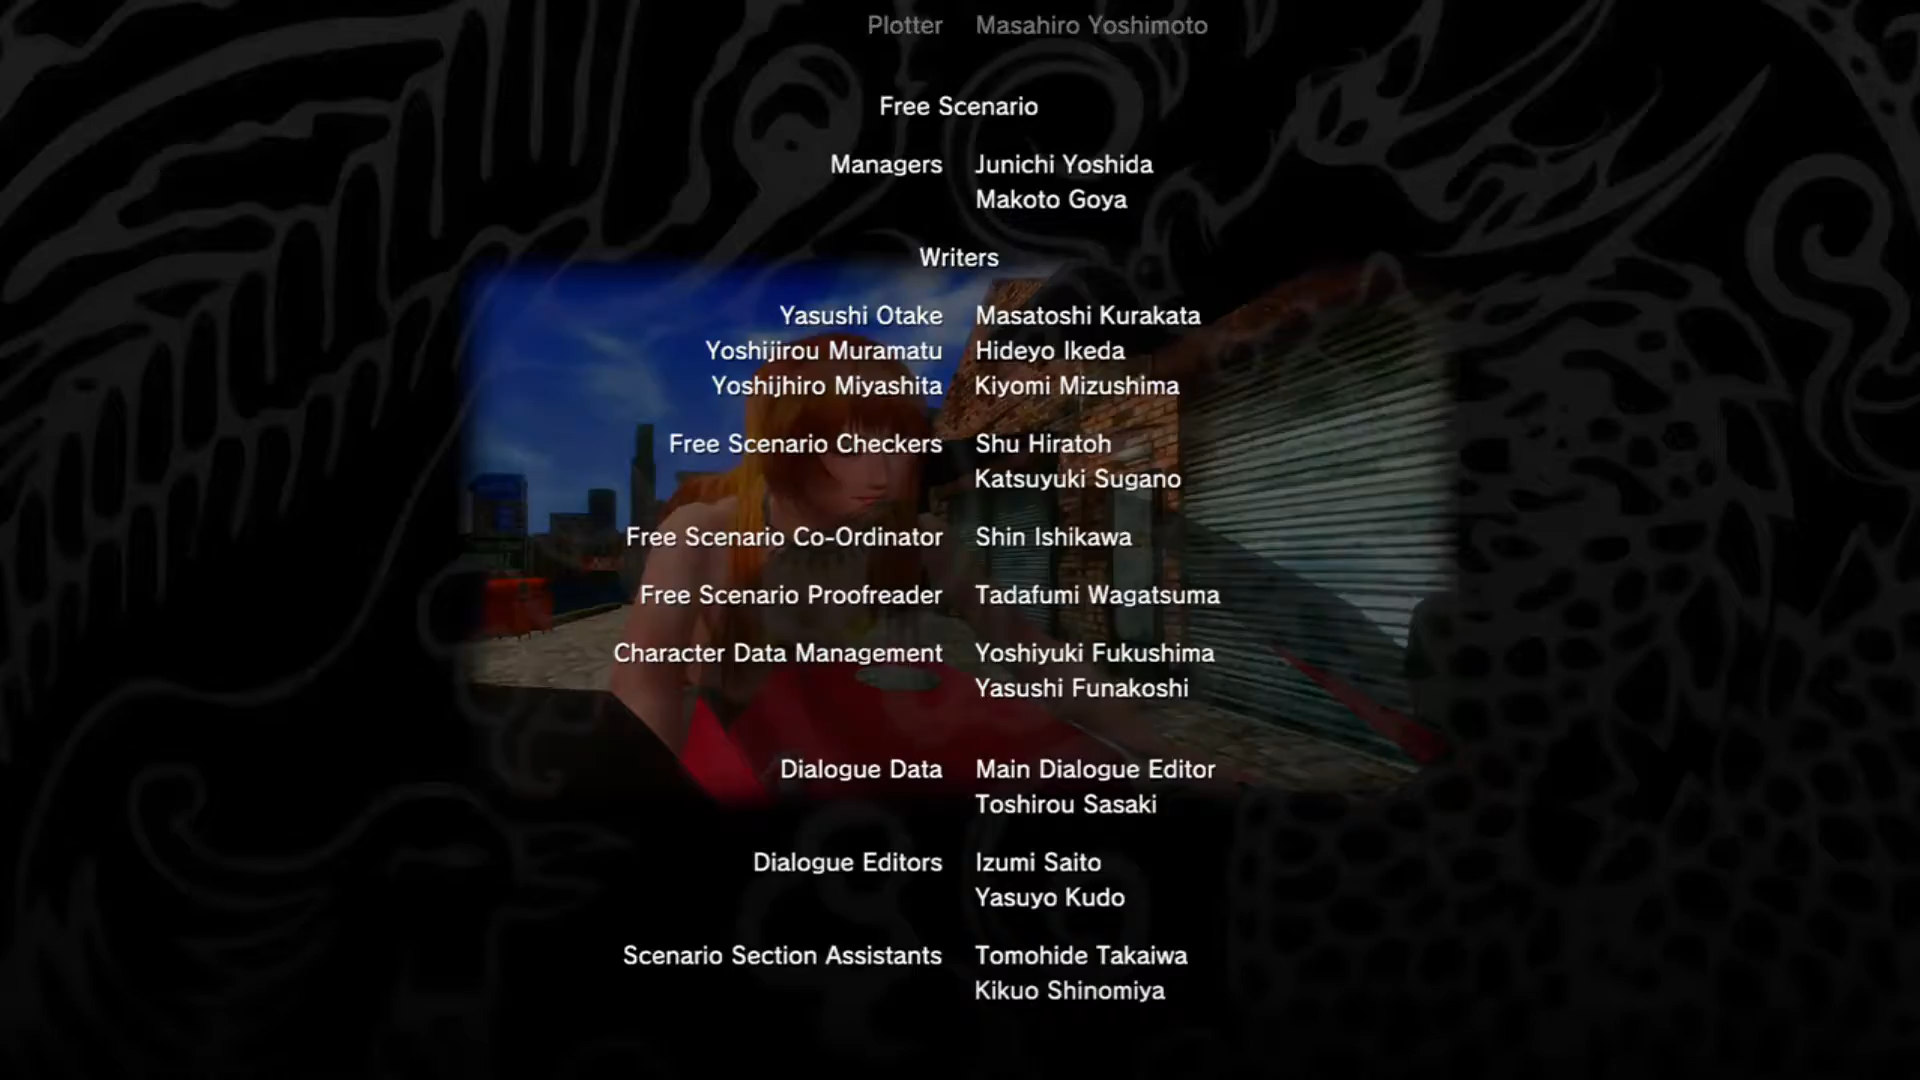 Plotter Masahiro Yoshimoto
Free Scenario
Managers Junichi Yoshida
Makoto Goya
Writers
Yasushi Otake Masatoshi Kurakata
Yoshijirou Muramatu Hideyo Ikeda
Yoshijhiro Miyashita Kiyomi Mizushima
Free Scenario Checkers Shu Hiratoh
Katsuyuki Sugano
Free Scenario Co-Ordinator Shin Ishikawa
Free Scenario Proofreader Tadafumi Wagatsuma
Character Data Management Yoshiyuki Fukushima
Yasushi Funakoshi
Dialogue Data Main Dialogue Editor
Toshirou Sasaki
Dialogue Editors Izumi Saito
Yasuyo Kudo
Scenario Section Assistants Tomohide Takaiwa
Kikuo Shinomiya